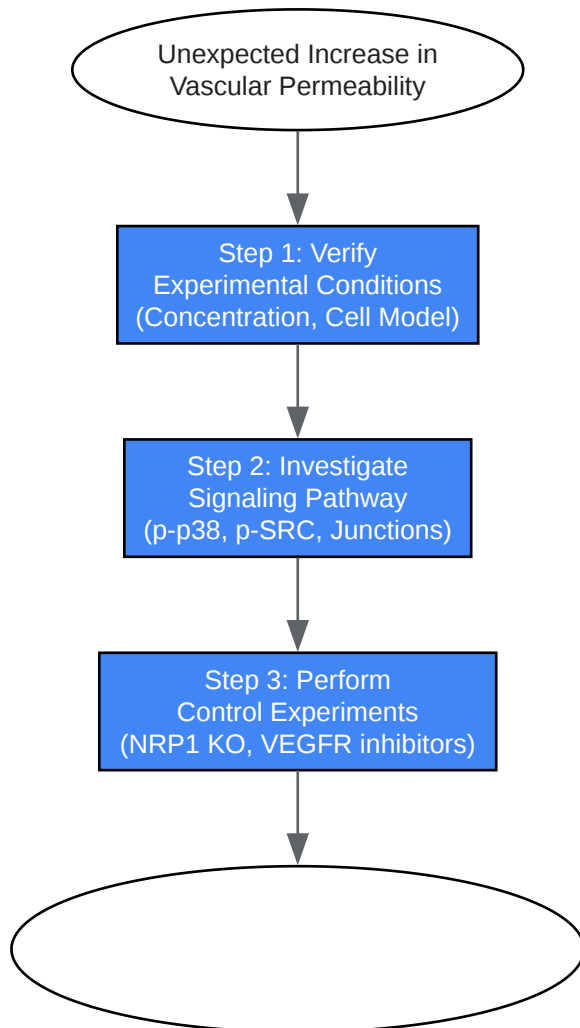 Unexpected Increase in
Vascular Permeability
Step 1: Verify
Experimental Conditions
(Concentration, Cell Model)
Step 2: Investigate
Signaling Pathway
(p-p38, p-SRC, Junctions)
Step 3: Perform
Control Experiments
(NRP1 KO, VEGFR inhibitors)